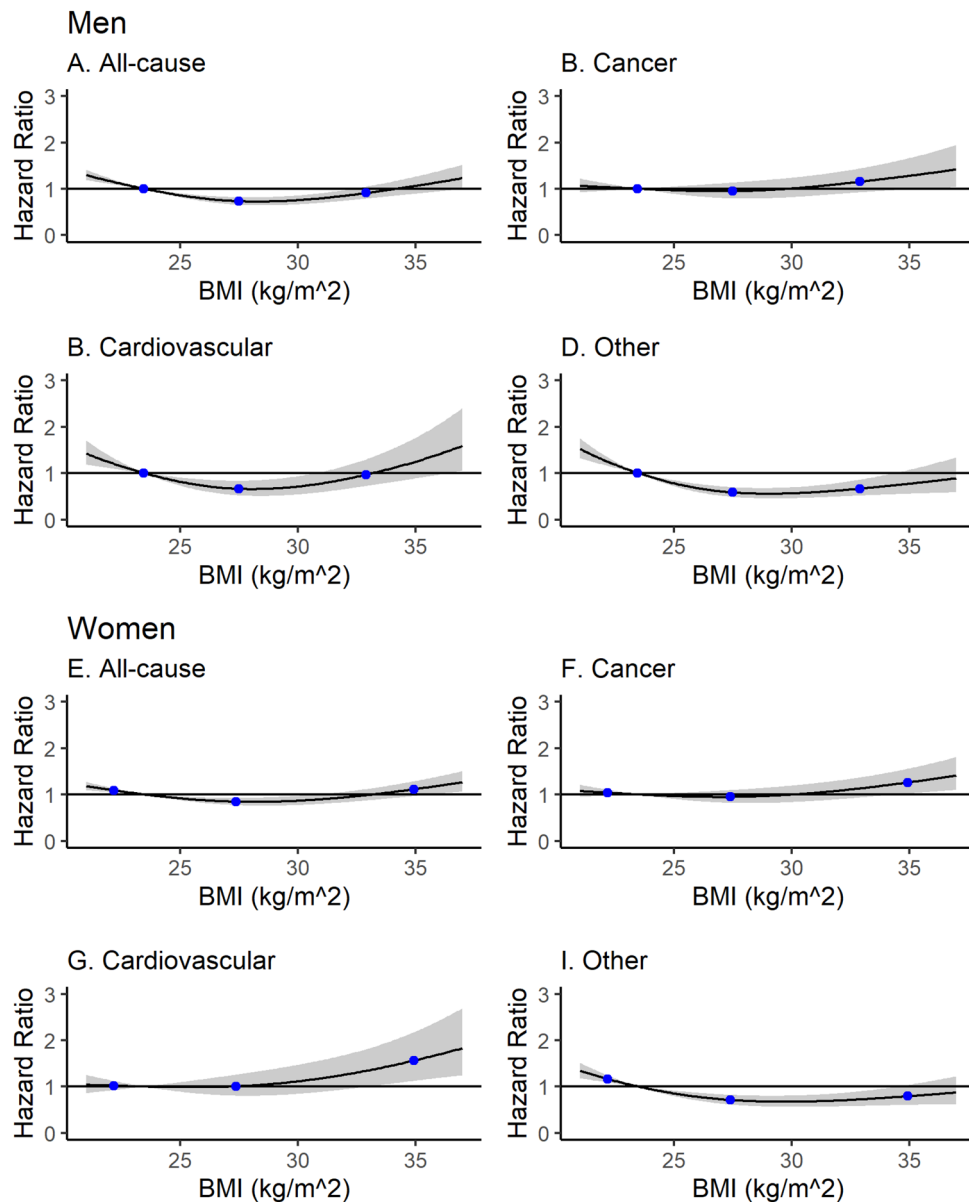 Men
A. All-cause
Hazard Ratio
3
2
1
0
25 30 35
BMI (kg/m^2)
B. Cancer
Hazard Ratio
3
2
1
0
25 30 35
BMI (kg/m^2)
B. Cardiovascular
Hazard Ratio
3
2
1
0
25 30 35
BMI (kg/m^2)
D. Other
Hazard Ratio
3
2
1
0
25 30 35
BMI (kg/m^2)
Women
E. All-cause
Hazard Ratio
3
2
1
0
25 30 35
BMI (kg/m^2)
F. Cancer
Hazard Ratio
3
2
1
0
25 30 35
BMI (kg/m^2)
G. Cardiovascular
Hazard Ratio
3
2
1
0
25 30 35
BMI (kg/m^2)
I. Other
Hazard Ratio
3
2
1
0
25 30 35
BMI (kg/m^2)